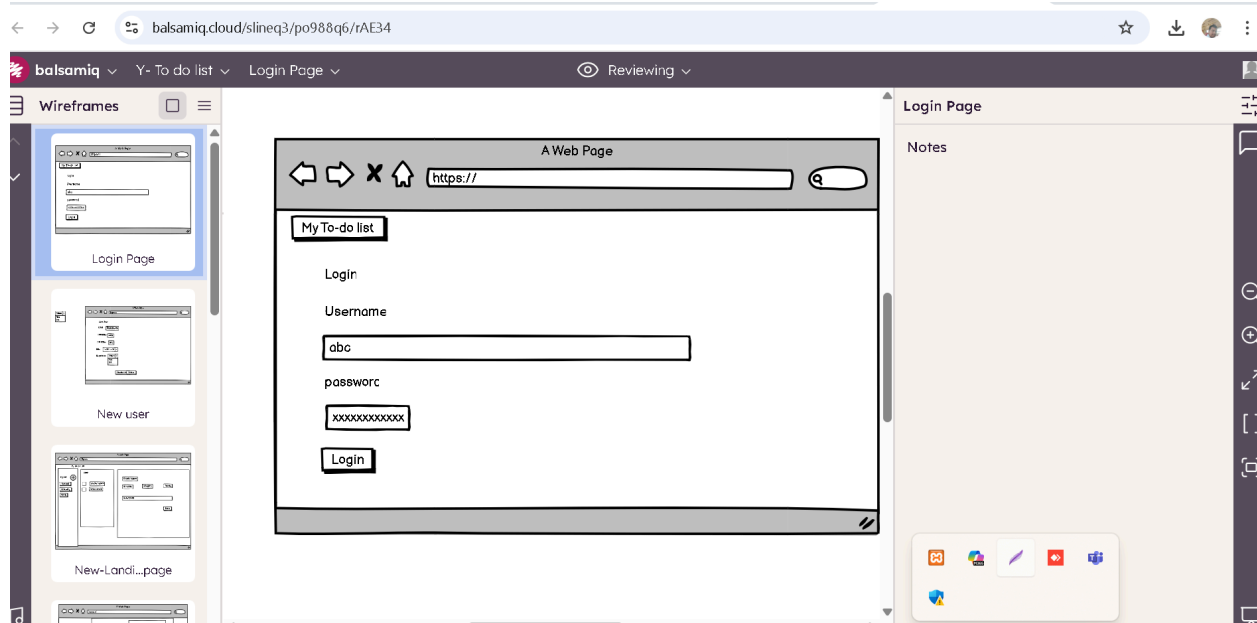 balsamiq.cloud/slineq3/po988q6/rAE34
balsamiq Y- To do list Login Page Reviewing
Wireframes
Login Page
New user
New-Landi...page
A Web Page
https://
My To-do list
Login
Username
abc
password
xxxxxxxxxxxx
Login
Login Page
Notes